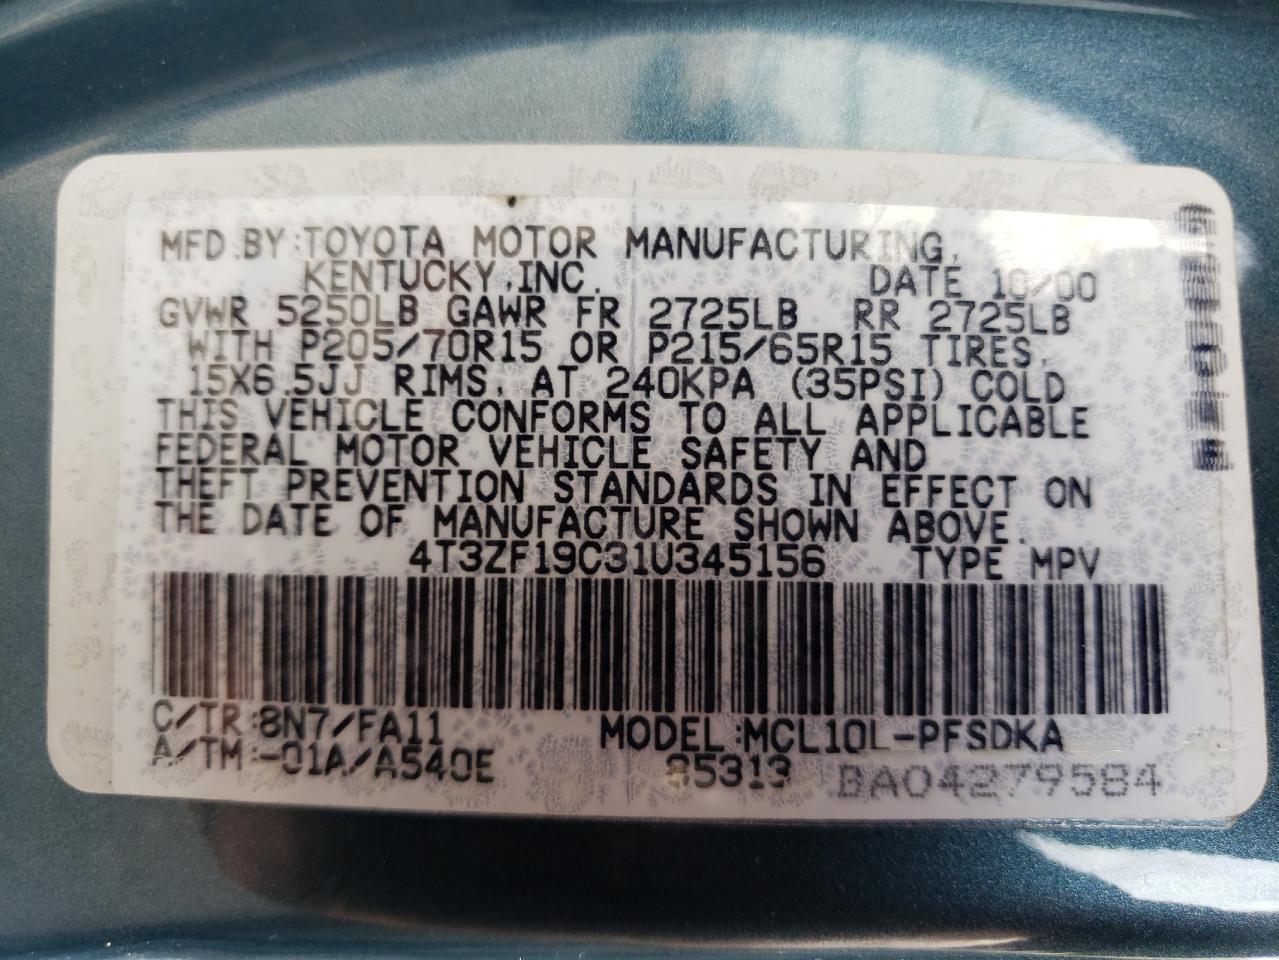 MFD.BY:TOYOTA MOTOR MANUFACTURING,
KENTUCKY,INC. DATE 10/00
GVWR 5250LB GAWR FR 2725LB RR 2725LB
WITH P205/70R15 OR P215/65R15 TIRES,
15X6.5JJ RIMS, AT 240KPA (35PSI) COLD
THIS VEHICLE CONFORMS TO ALL APPLICABLE
FEDERAL MOTOR VEHICLE SAFETY AND
THEFT PREVENTION STANDARDS IN EFFECT ON
THE DATE OF MANUFACTURE SHOWN ABOVE.
4T3ZF19C31U345156 TYPE MPV
C/TR:8N7/FA11 MODEL:MCL10L-PFSDKA
A/TM:-01A/A540E 85313 BA04279584